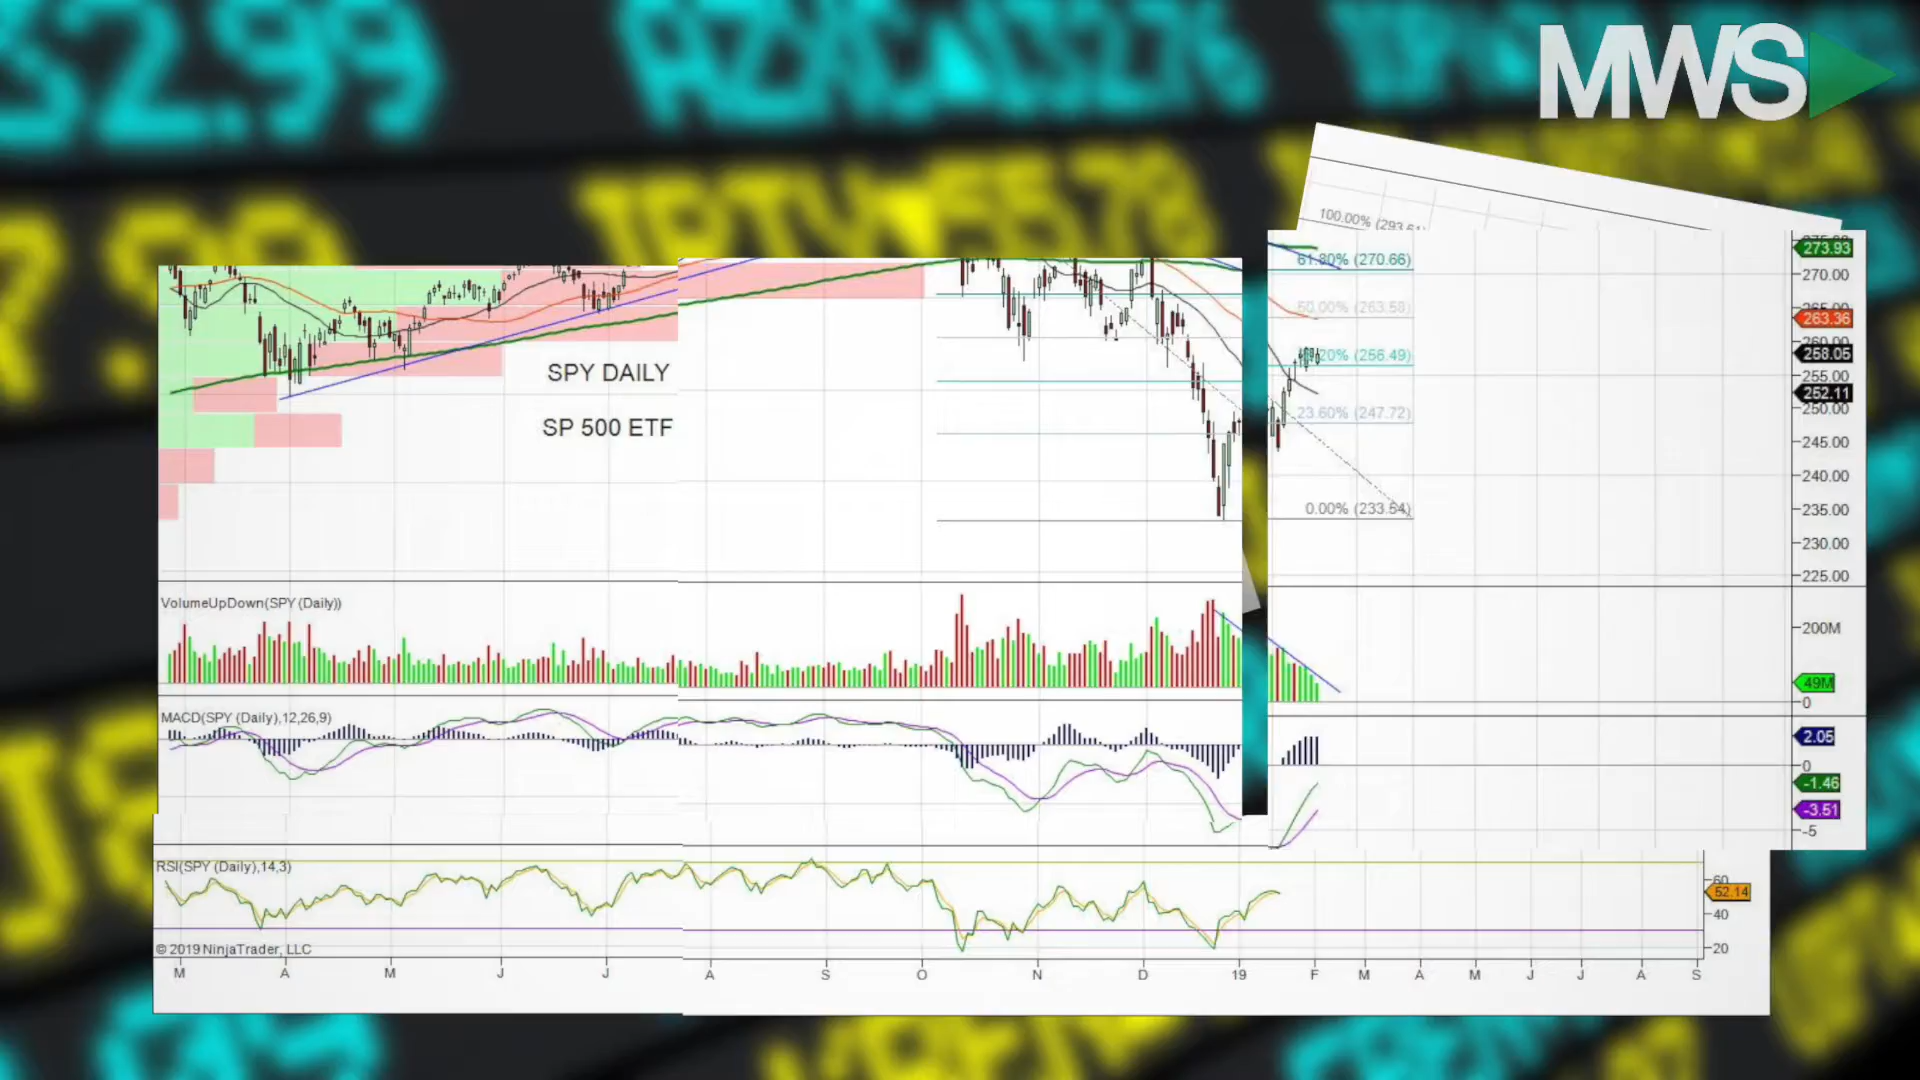 MWS
100.00% (293.61)
273.93
61.80% (270.66)
270.00
50.00% (263.58)
265.00
263.36
(256.49)
258.05
255.00
252.11
250.00
23.60% (247.72)
245.00
240.00
0.00% (233.54)
235.00
230.00
225.00
SPY DAILY
SP 500 ETF
VolumeUpDown(SPY (Daily))
200M
49M
0
MACD(SPY (Daily),12,26,9)
2.05
0
-1.46
-3.51
-5
RSI(SPY (Daily),14,3)
60
52.14
40
20
© 2019 NinjaTrader, LLC
M A M J J A S O N D 19 F M A M J J A S